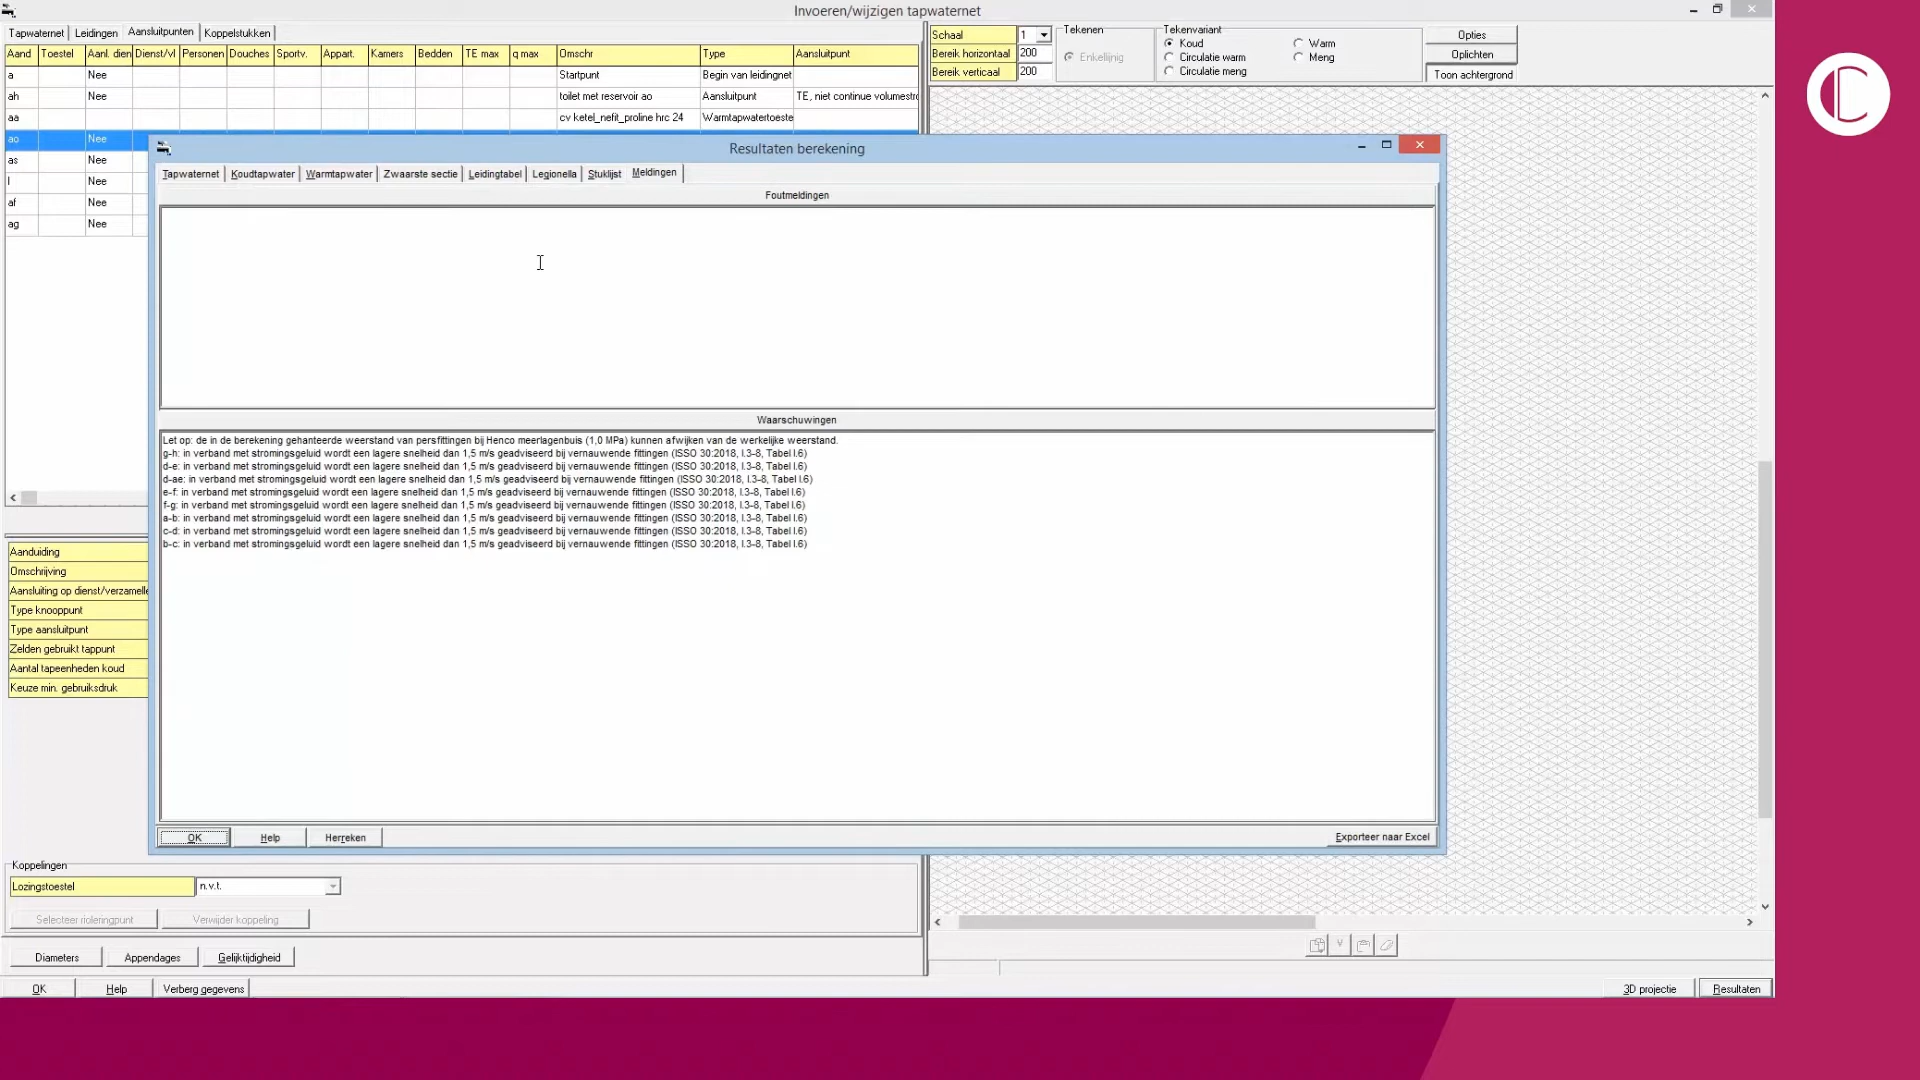 Invoeren/wijzigen tapwaternet
Tapwaternet Leidingen Aansluitpunten Koppelstukken
Aand Toestel Aanl. dien Dienst/vl Personen Douches Sportv. Appart. Kamers Bedden TE max q max Omschr Type Aansluitpunt
a Nee Startpunt Begin van leidingnet
ah Nee toilet met reservoir ao Aansluitpunt TE, niet continue volumestro
aa cv ketel_nefit_proline hrc 24 Warmtapwatertoeste
ao Nee
as Nee
l Nee
af Nee
ag Nee
Schaal 1
Bereik horizontaal 200
Bereik verticaal 200
Tekenen
Enkellijnig
Tekenvariant
Koud Warm
Circulatie warm Meng
Circulatie meng
Opties
Oplichten
Toon achtergrond
Resultaten berekening
Tapwaternet Koudtapwater Warmtapwater Zwaarste sectie Leidingtabel Legionella Stuklijst Meldingen
Foutmeldingen
Waarschuwingen
Let op: de in de berekening gehanteerde weerstand van persfittingen bij Henco meerlagenbuis (1,0 MPa) kunnen afwijken van de werkelijke weerstand.
g-h: in verband met stromingsgeluid wordt een lagere snelheid dan 1,5 m/s geadviseerd bij vernauwende fittingen (ISSO 30:2018, I.3-8, Tabel I.6)
d-e: in verband met stromingsgeluid wordt een lagere snelheid dan 1,5 m/s geadviseerd bij vernauwende fittingen (ISSO 30:2018, I.3-8, Tabel I.6)
d-ae: in verband met stromingsgeluid wordt een lagere snelheid dan 1,5 m/s geadviseerd bij vernauwende fittingen (ISSO 30:2018, I.3-8, Tabel I.6)
e-f: in verband met stromingsgeluid wordt een lagere snelheid dan 1,5 m/s geadviseerd bij vernauwende fittingen (ISSO 30:2018, I.3-8, Tabel I.6)
f-g: in verband met stromingsgeluid wordt een lagere snelheid dan 1,5 m/s geadviseerd bij vernauwende fittingen (ISSO 30:2018, I.3-8, Tabel I.6)
a-b: in verband met stromingsgeluid wordt een lagere snelheid dan 1,5 m/s geadviseerd bij vernauwende fittingen (ISSO 30:2018, I.3-8, Tabel I.6)
c-d: in verband met stromingsgeluid wordt een lagere snelheid dan 1,5 m/s geadviseerd bij vernauwende fittingen (ISSO 30:2018, I.3-8, Tabel I.6)
b-c: in verband met stromingsgeluid wordt een lagere snelheid dan 1,5 m/s geadviseerd bij vernauwende fittingen (ISSO 30:2018, I.3-8, Tabel I.6)
OK Help Herreken Exporteer naar Excel
Aanduiding
Omschrijving
Aansluiting op dienst/verzamelle
Type knooppunt
Type aansluitpunt
Zelden gebruikt tappunt
Aantal tapeenheden koud
Keuze min. gebruiksdruk
Koppelingen
Lozingstoestel n.v.t.
Selecteer rioleringpunt Verwijder koppeling
Diameters Appendages Gelijktijdigheid
OK Help Verberg gegevens 3D projectie Resultaten